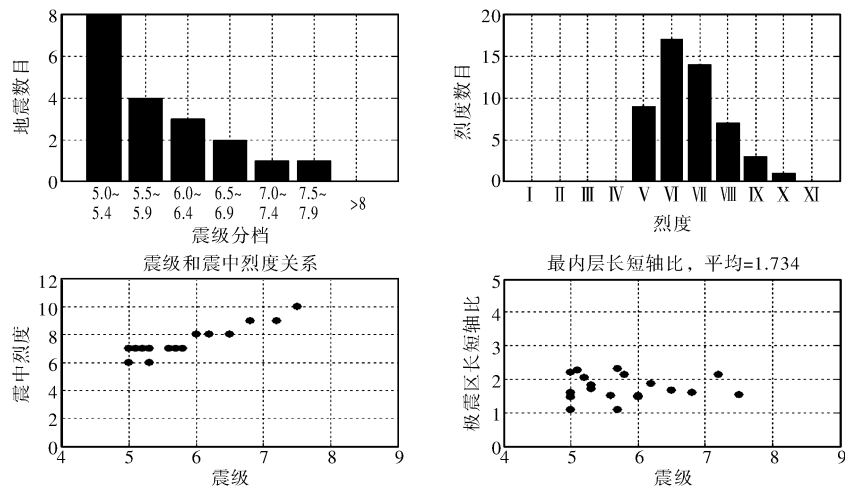 8
6
4
2
0
地震数目
5.0~
5.4
5.5~
5.9
6.0~
6.4
6.5~
6.9
7.0~
7.4
7.5~
7.9
>8
震级分档
20
15
10
5
0
烈度数目
Ⅰ Ⅱ Ⅲ Ⅳ Ⅴ Ⅵ Ⅶ Ⅷ Ⅸ Ⅹ Ⅺ
烈度
震级和震中烈度关系
12
10
8
6
4
2
0
震中烈度
4 5 6 7 8 9
震级
最内层长短轴比，平均=1.734
5
4
3
2
1
0
极震区长短轴比
4 5 6 7 8 9
震级